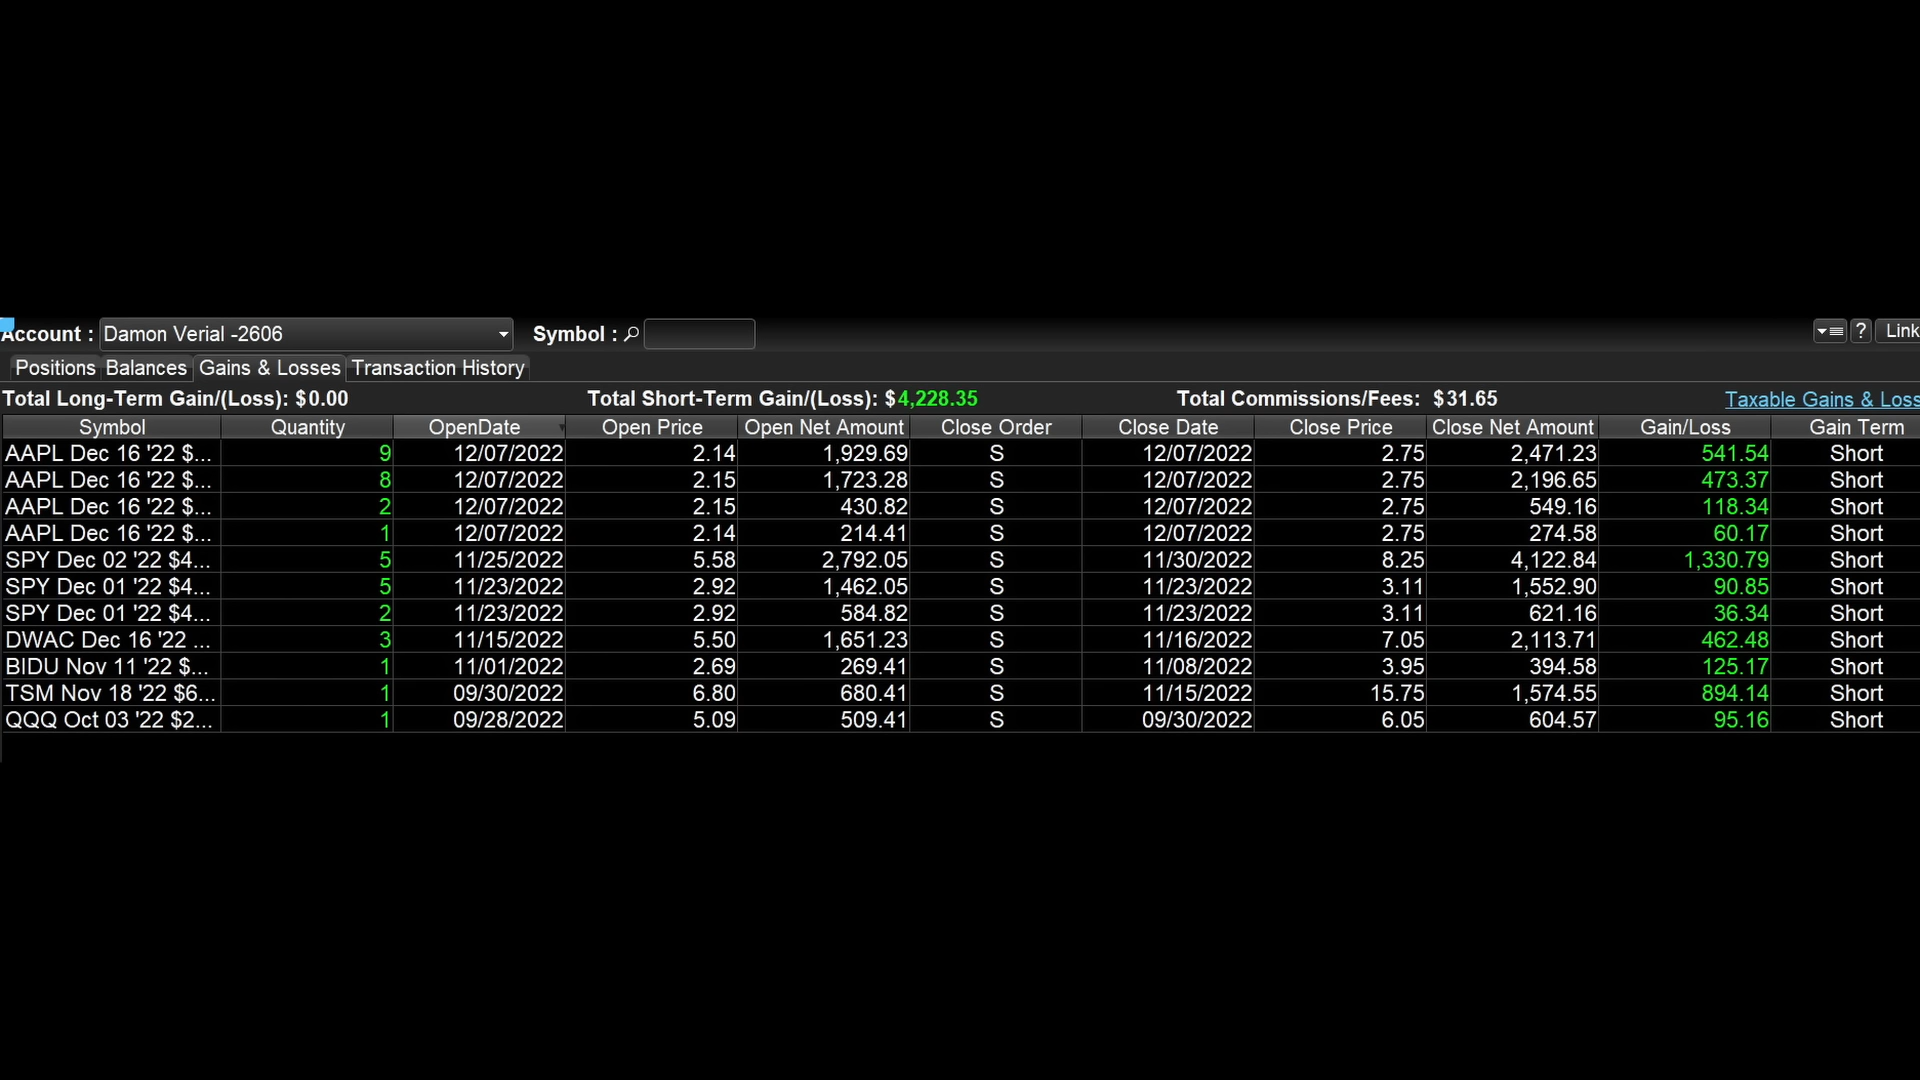 Account : Damon Verial -2606 Symbol : ? Link
Positions Balances Gains & Losses Transaction History
Total Long-Term Gain/(Loss): $0.00 Total Short-Term Gain/(Loss): $4,228.35 Total Commissions/Fees: $31.65 Taxable Gains & Loss
Symbol Quantity OpenDate Open Price Open Net Amount Close Order Close Date Close Price Close Net Amount Gain/Loss Gain Term
AAPL Dec 16 '22 $... 9 12/07/2022 2.14 1,929.69 S 12/07/2022 2.75 2,471.23 541.54 Short
AAPL Dec 16 '22 $... 8 12/07/2022 2.15 1,723.28 S 12/07/2022 2.75 2,196.65 473.37 Short
AAPL Dec 16 '22 $... 2 12/07/2022 2.15 430.82 S 12/07/2022 2.75 549.16 118.34 Short
AAPL Dec 16 '22 $... 1 12/07/2022 2.14 214.41 S 12/07/2022 2.75 274.58 60.17 Short
SPY Dec 02 '22 $4... 5 11/25/2022 5.58 2,792.05 S 11/30/2022 8.25 4,122.84 1,330.79 Short
SPY Dec 01 '22 $4... 5 11/23/2022 2.92 1,462.05 S 11/23/2022 3.11 1,552.90 90.85 Short
SPY Dec 01 '22 $4... 2 11/23/2022 2.92 584.82 S 11/23/2022 3.11 621.16 36.34 Short
DWAC Dec 16 '22 ... 3 11/15/2022 5.50 1,651.23 S 11/16/2022 7.05 2,113.71 462.48 Short
BIDU Nov 11 '22 $... 1 11/01/2022 2.69 269.41 S 11/08/2022 3.95 394.58 125.17 Short
TSM Nov 18 '22 $6... 1 09/30/2022 6.80 680.41 S 11/15/2022 15.75 1,574.55 894.14 Short
QQQ Oct 03 '22 $2... 1 09/28/2022 5.09 509.41 S 09/30/2022 6.05 604.57 95.16 Short